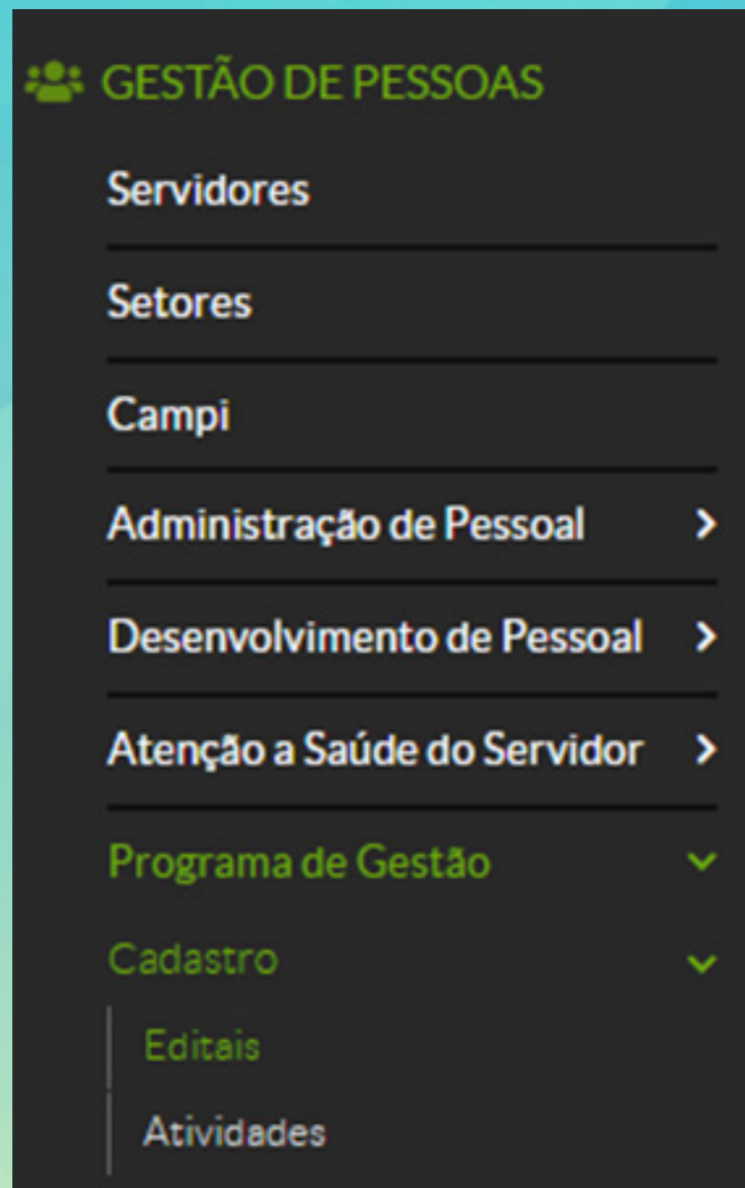 GESTÃO DE PESSOAS
Servidores
Setores
Campi
Administração de Pessoal
Desenvolvimento de Pessoal
Atenção a Saúde do Servidor
Programa de Gestão
Cadastro
Editais
Atividades